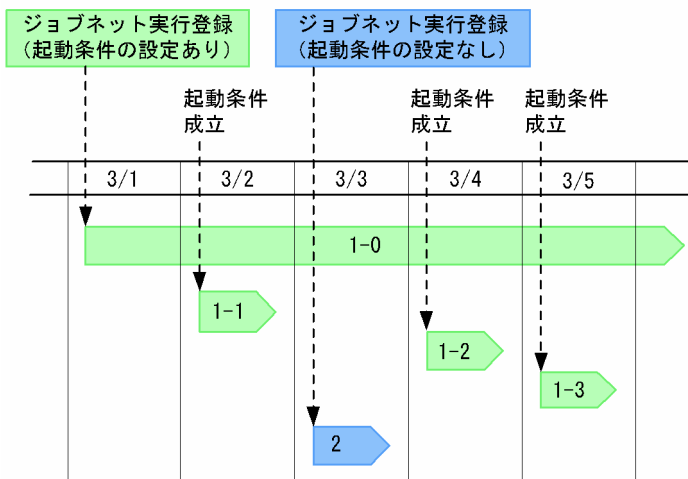 ジョブネット実行登録
(起動条件の設定あり)
ジョブネット実行登録
(起動条件の設定なし)
起動条件
成立
起動条件
成立
起動条件
成立
3/1
3/2
3/3
3/4
3/5
1-0
1-1
1-2
1-3
2